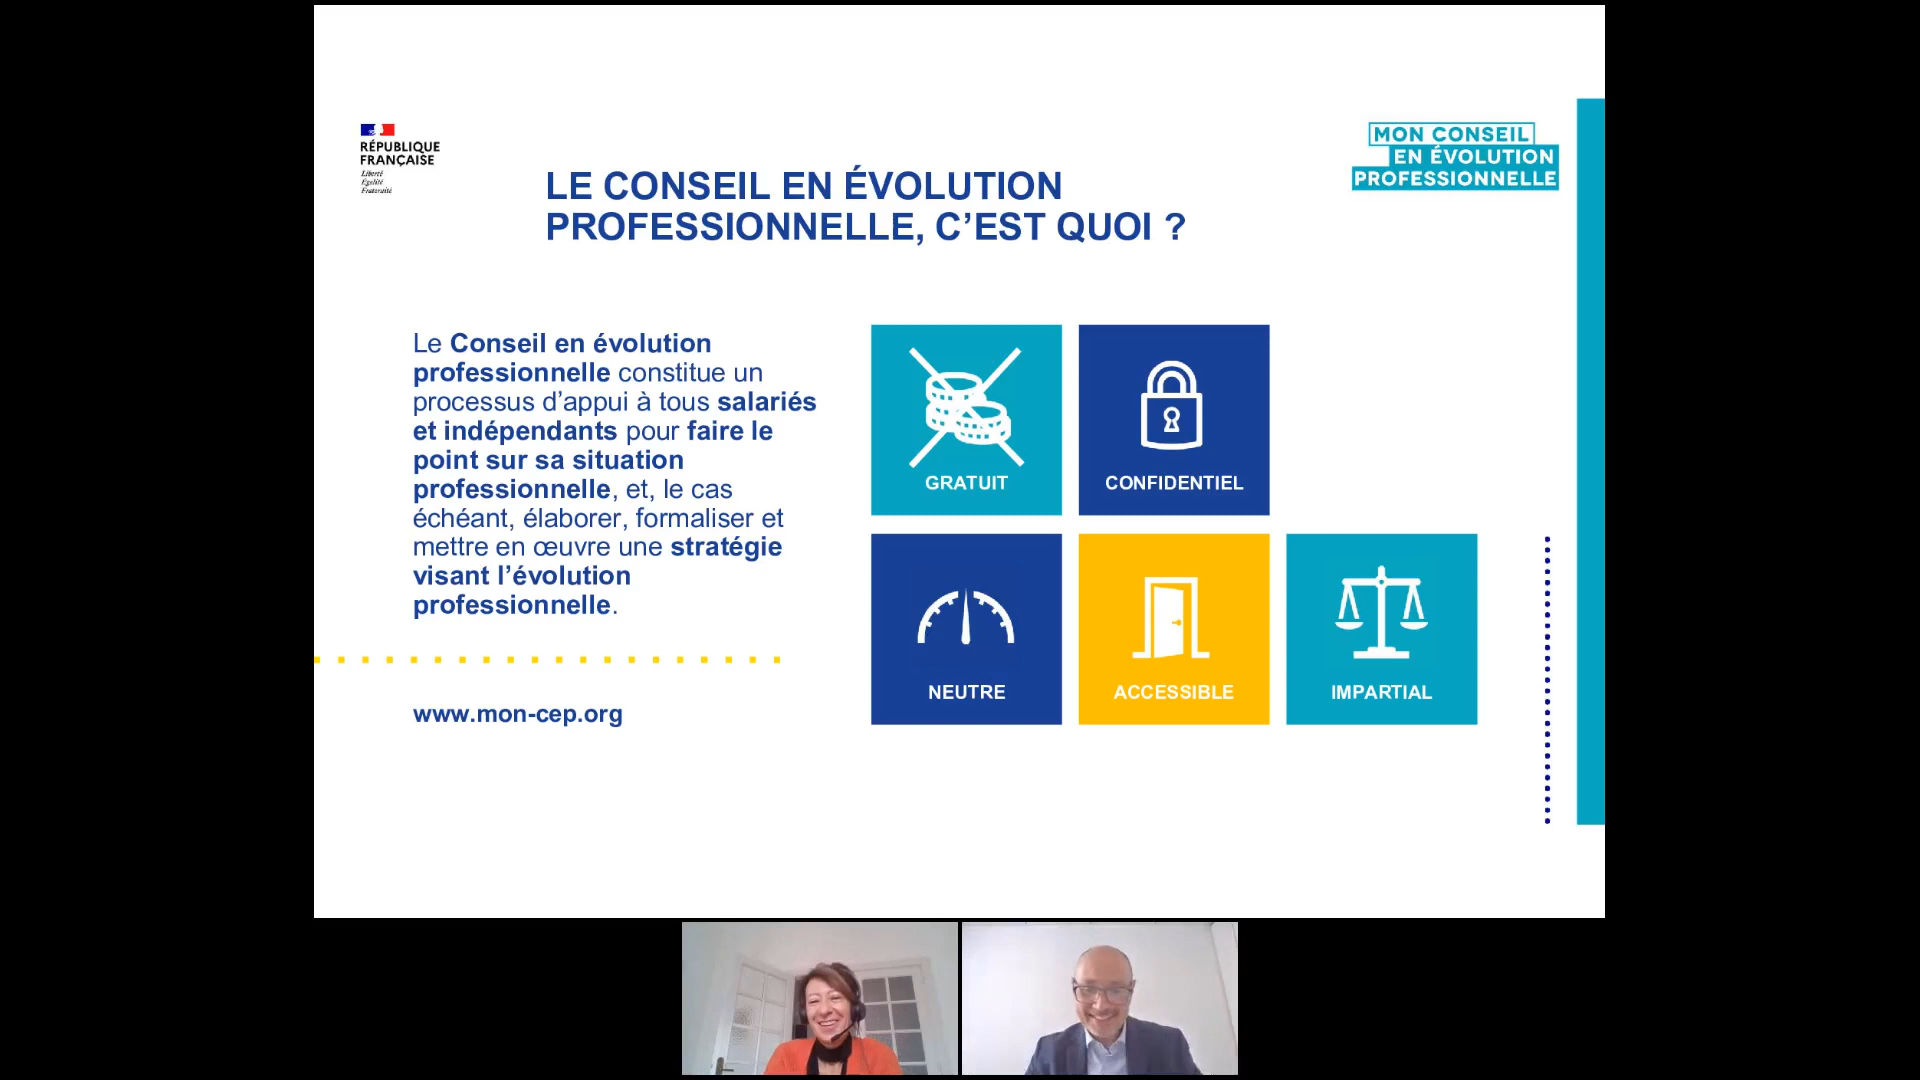 RÉPUBLIQUE
FRANÇAISE
Liberté
Égalité
Fraternité
MON CONSEIL
EN ÉVOLUTION
PROFESSIONNELLE
LE CONSEIL EN ÉVOLUTION
PROFESSIONNELLE, C’EST QUOI ?
Le Conseil en évolution
professionnelle constitue un
processus d’appui à tous salariés
et indépendants pour faire le
point sur sa situation
professionnelle, et, le cas
échéant, élaborer, formaliser et
mettre en œuvre une stratégie
visant l’évolution
professionnelle.
www.mon-cep.org
GRATUIT
CONFIDENTIEL
NEUTRE
ACCESSIBLE
IMPARTIAL